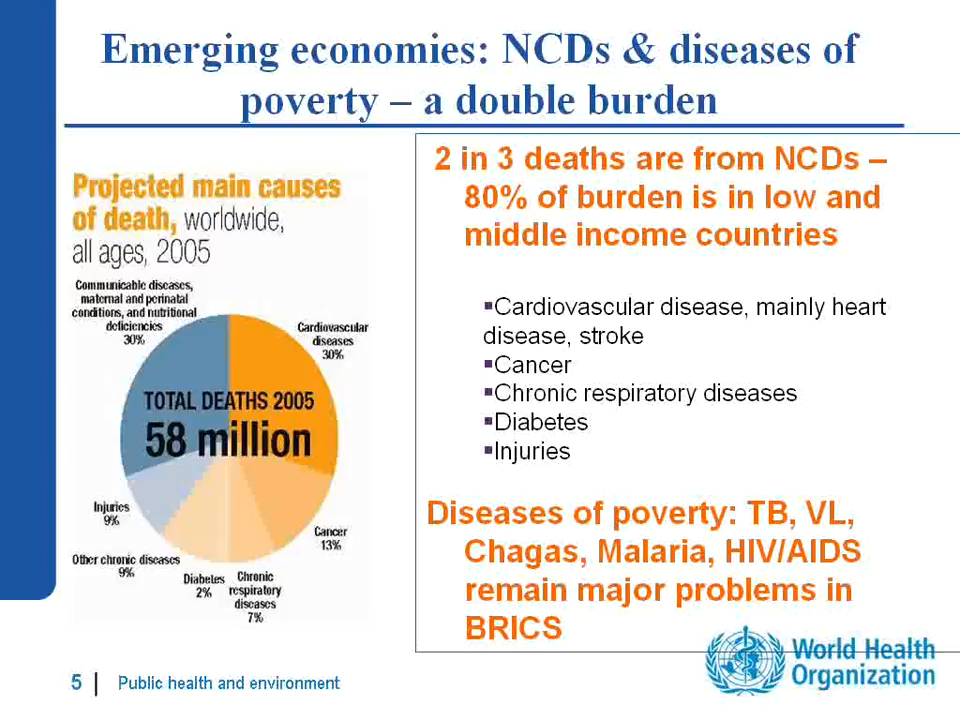 Emerging economies: NCDs & diseases of
poverty – a double burden
Projected main causes
of death, worldwide,
all ages, 2005
Communicable diseases,
maternal and perinatal
conditions, and nutritional
deficiencies
30%
Cardiovascular
diseases
30%
TOTAL DEATHS 2005
58 million
Injuries
9%
Cancer
13%
Other chronic diseases
9%
Diabetes
2%
Chronic
respiratory
diseases
7%
2 in 3 deaths are from NCDs –
80% of burden is in low and
middle income countries
▪Cardiovascular disease, mainly heart
disease, stroke
▪Cancer
▪Chronic respiratory diseases
▪Diabetes
▪Injuries
Diseases of poverty: TB, VL,
Chagas, Malaria, HIV/AIDS
remain major problems in
BRICS
World Health
Organization
5 | Public health and environment